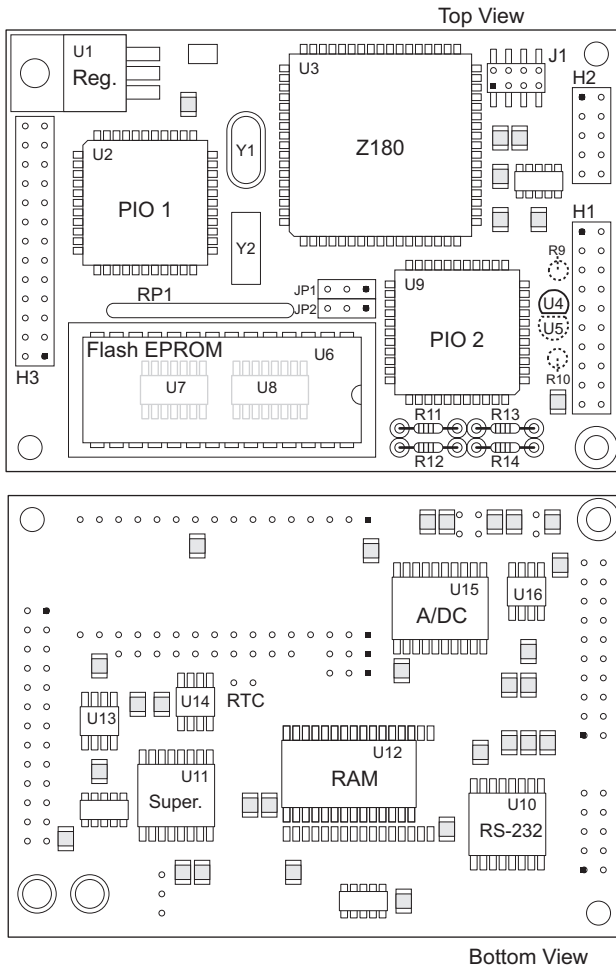 Top View
U1
Reg.
U3
Z180
J1
H2
U2
PIO 1
Y1
Y2
H1
R9
U4
U5
R10
RP1
JP1
JP2
U9
PIO 2
H3
Flash EPROM
U6
U7
U8
R11
R13
R12
R14
U15
A/DC
U16
U14
RTC
U13
U12
RAM
U11
Super.
U10
RS-232
Bottom View